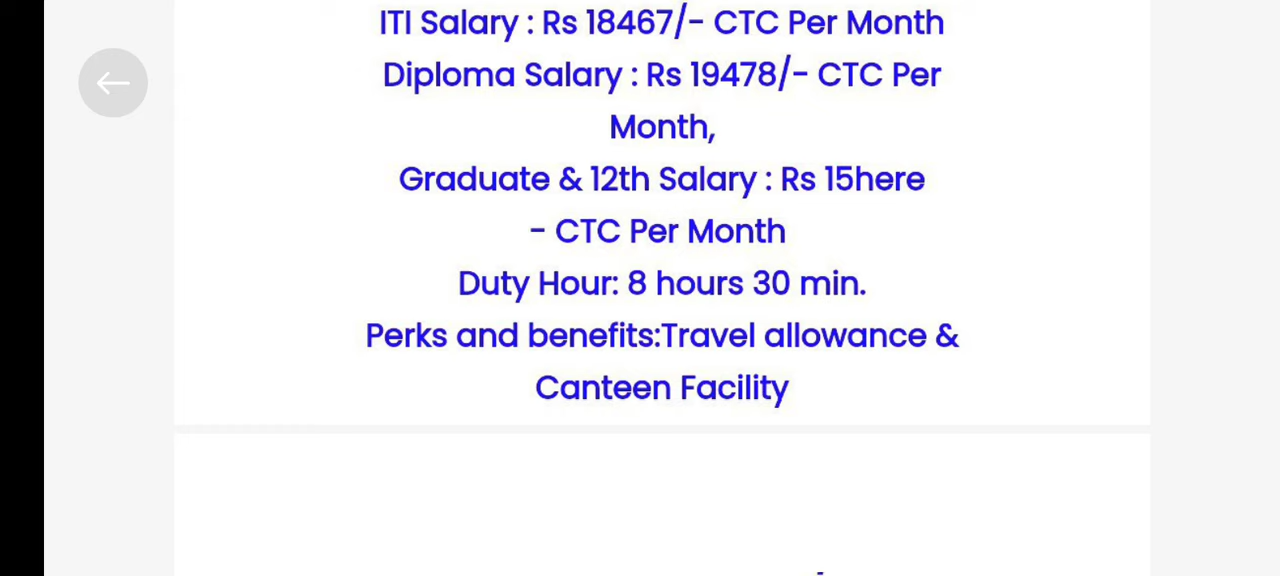 ITI Salary : Rs 18467/- CTC Per Month
Diploma Salary : Rs 19478/- CTC Per
Month,
Graduate & 12th Salary : Rs 15here
- CTC Per Month
Duty Hour: 8 hours 30 min.
Perks and benefits:Travel allowance &
Canteen Facility